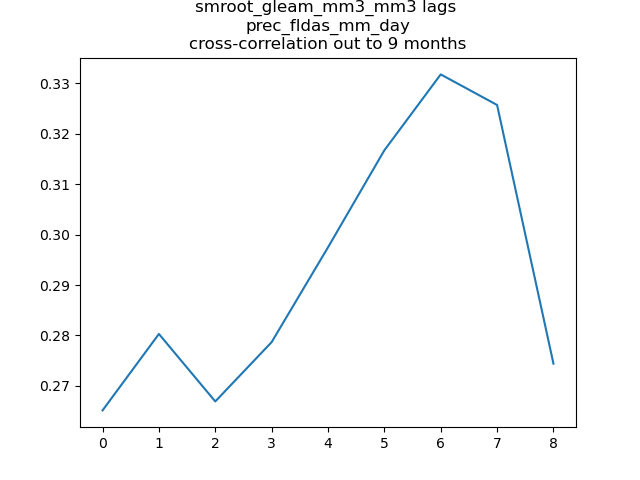 smroot_gleam_mm3_mm3 lags
prec_fldas_mm_day
cross-correlation out to 9 months
0.33
0.32
0.31
0.30
0.29
0.28
0.27
0 1 2 3 4 5 6 7 8